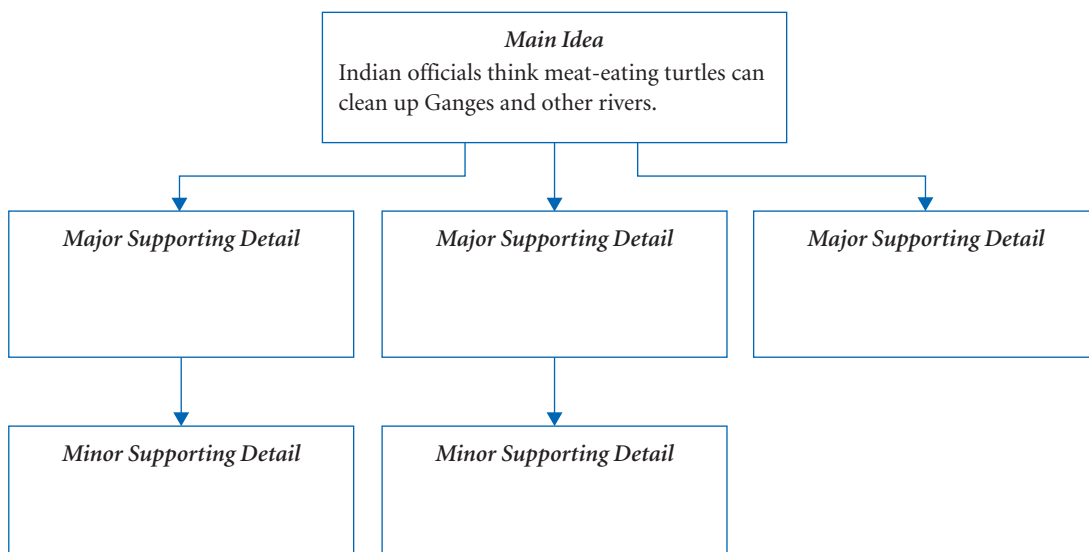 Main Idea
Indian officials think meat-eating turtles can
clean up Ganges and other rivers.
Major Supporting Detail
Major Supporting Detail
Major Supporting Detail
Minor Supporting Detail
Minor Supporting Detail